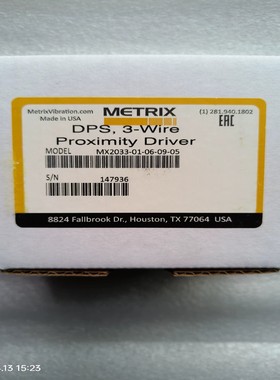 MetrixVibration.com
Made in USA
METRIX
(1) 281.940.1802
EAC
DPS, 3-Wire
Proximity Driver
MODEL MX2033-01-06-09-05
S/N 147936
8824 Fallbrook Dr., Houston, TX 77064 USA
.13 15:23